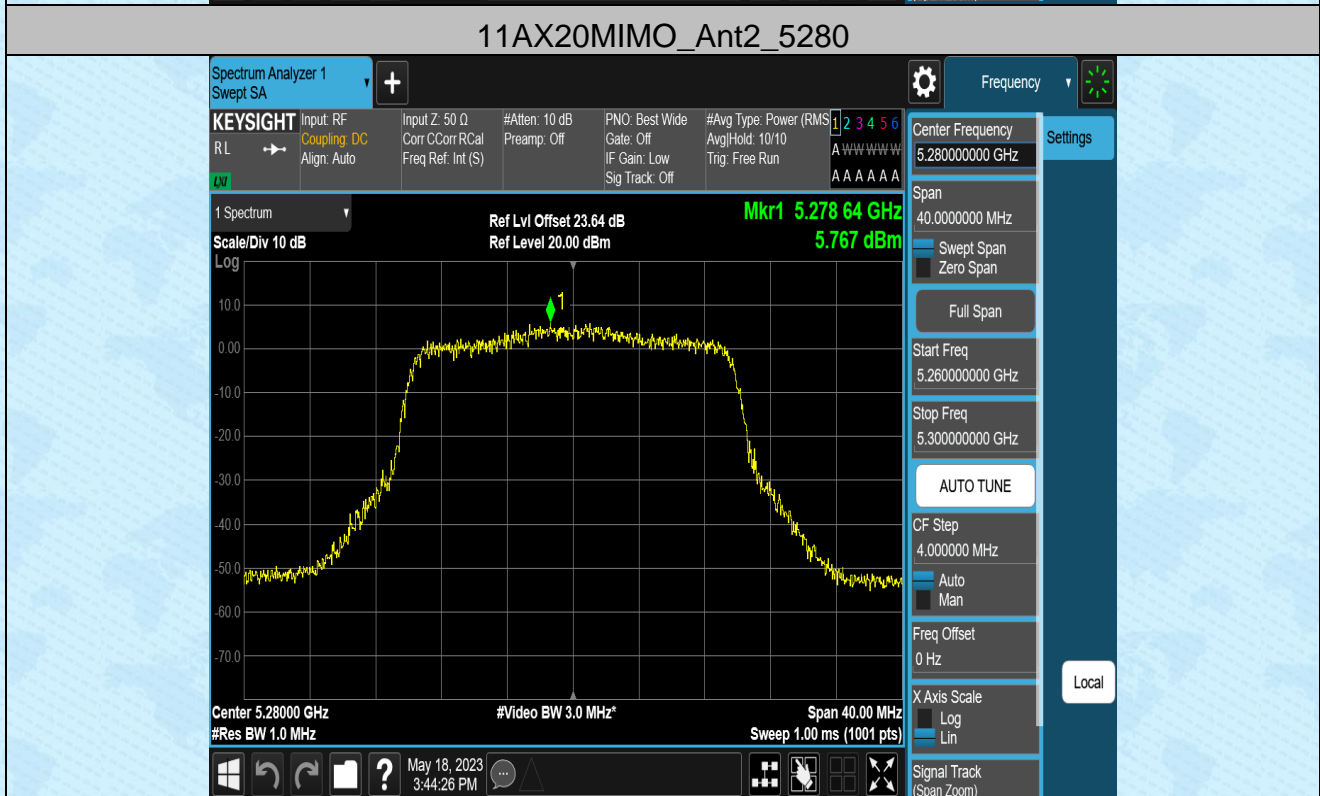 11AX20MIMO_Ant2_5280
Spectrum Analyzer 1
Swept SA
Frequency
KEYSIGHT
RL
LXI
Input: RF
Coupling: DC
Align: Auto
Input Z: 50 Ω
Corr CCorr RCal
Freq Ref: Int (S)
#Atten: 10 dB
Preamp: Off
PNO: Best Wide
Gate: Off
IF Gain: Low
Sig Track: Off
#Avg Type: Power (RMS
Avg|Hold: 10/10
Trig: Free Run
1 2 3 4 5 6
A W W W W W
A A A A A A
1 Spectrum
Scale/Div 10 dB
Log
Ref Lvl Offset 23.64 dB
Ref Level 20.00 dBm
Mkr1 5.278 64 GHz
5.767 dBm
1
10.0
0.00
-10.0
-20.0
-30.0
-40.0
-50.0
-60.0
-70.0
Center 5.28000 GHz
#Res BW 1.0 MHz
#Video BW 3.0 MHz*
Span 40.00 MHz
Sweep 1.00 ms (1001 pts)
May 18, 2023
3:44:26 PM
Center Frequency
5.280000000 GHz
Span
40.0000000 MHz
Swept Span
Zero Span
Full Span
Start Freq
5.260000000 GHz
Stop Freq
5.300000000 GHz
AUTO TUNE
CF Step
4.000000 MHz
Auto
Man
Freq Offset
0 Hz
X Axis Scale
Log
Lin
Signal Track
(Span Zoom)
Settings
Local